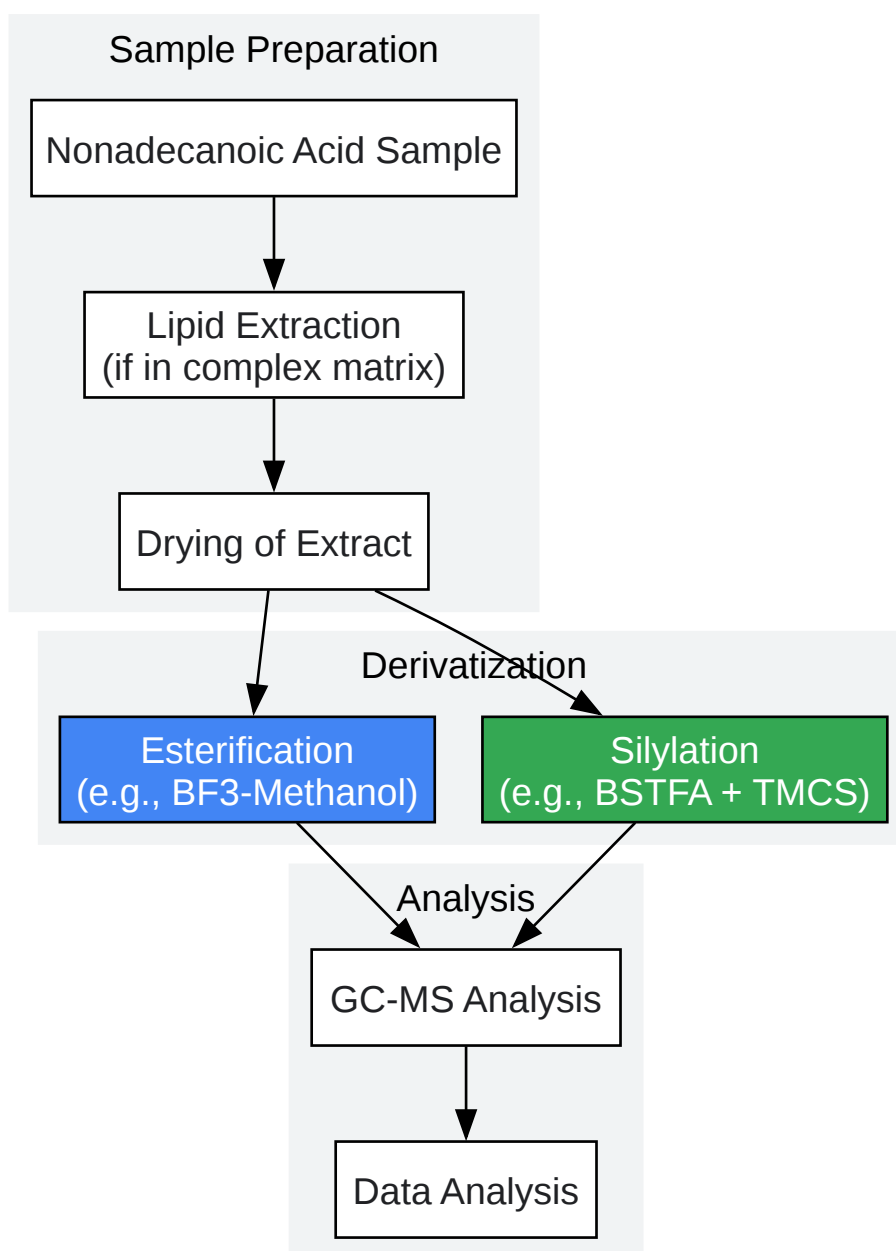 Sample Preparation
Nonadecanoic Acid Sample
Lipid Extraction
(if in complex matrix)
Drying of Extract
Derivatization
Esterification
(e.g., BF3-Methanol)
Silylation
(e.g., BSTFA + TMCS)
Analysis
GC-MS Analysis
Data Analysis